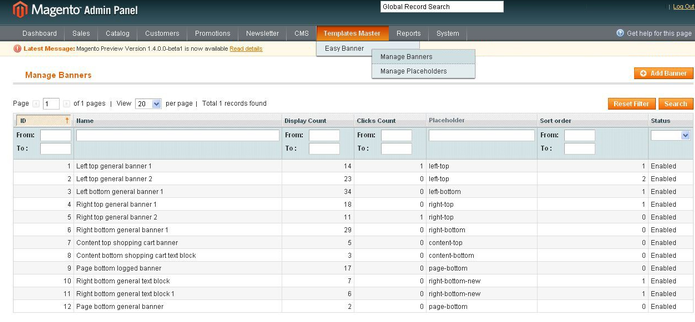 Magento® Admin Panel
Global Record Search
| Log Out
Dashboard Sales Catalog Customers Promotions Newsletter CMS Templates Master Reports System Get help for this page
Easy Banner
Manage Banners
Manage Placeholders
Latest Message: Magento Preview Version 1.4.0.0-beta1 is now available Read details
Manage Banners Add Banner
Page 1 of 1 pages | View 20 per page | Total 1 records found Reset Filter Search
ID Name Display Count Clicks Count Placeholder Sort order Status
From: From: From: From:
To : To : To : To :
1 Left top general banner 1 14 1 left-top 1 Enabled
2 Left top general banner 2 23 0 left-top 2 Enabled
3 Left bottom general banner 1 34 0 left-bottom 1 Enabled
4 Right top general banner 1 18 0 right-top 1 Enabled
5 Right top general banner 2 11 1 right-top 0 Enabled
6 Right bottom general banner 1 29 0 right-bottom 0 Enabled
7 Content top shopping cart banner 5 0 content-top 0 Enabled
8 Content bottom shopping cart text block 3 0 content-bottom 0 Enabled
9 Page bottom logged banner 17 0 page-bottom 0 Enabled
10 Right bottom general text block 7 0 right-bottom-new 1 Enabled
11 Right bottom general text block 1 6 0 right-bottom-new 1 Enabled
12 Page bottom general banner 2 0 page-bottom 0 Enabled